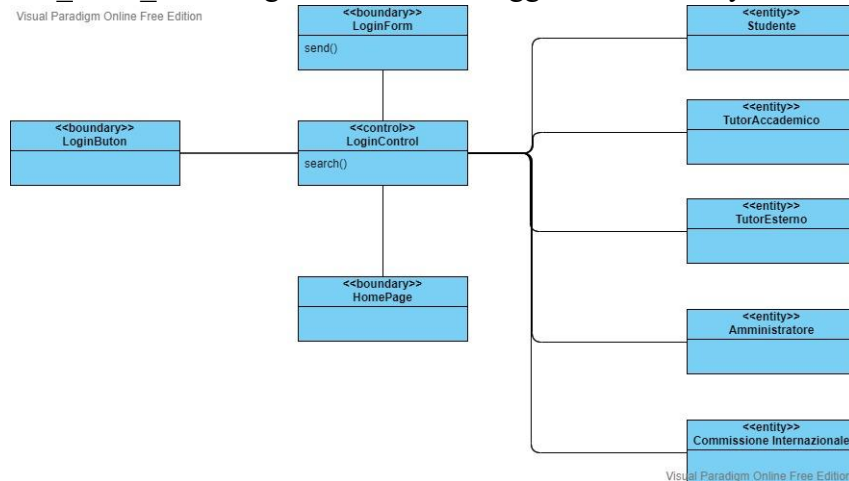 Visual Paradigm Online Free Edition
<<boundary>>
LoginForm
send()
<<entity>>
Studente
<<boundary>>
LoginButon
<<control>>
LoginControl
search()
<<entity>>
TutorAccademico
<<entity>>
TutorEsterno
<<boundary>>
HomePage
<<entity>>
Amministratore
<<entity>>
Commissione Internazionale
Visual Paradigm Online Free Edition